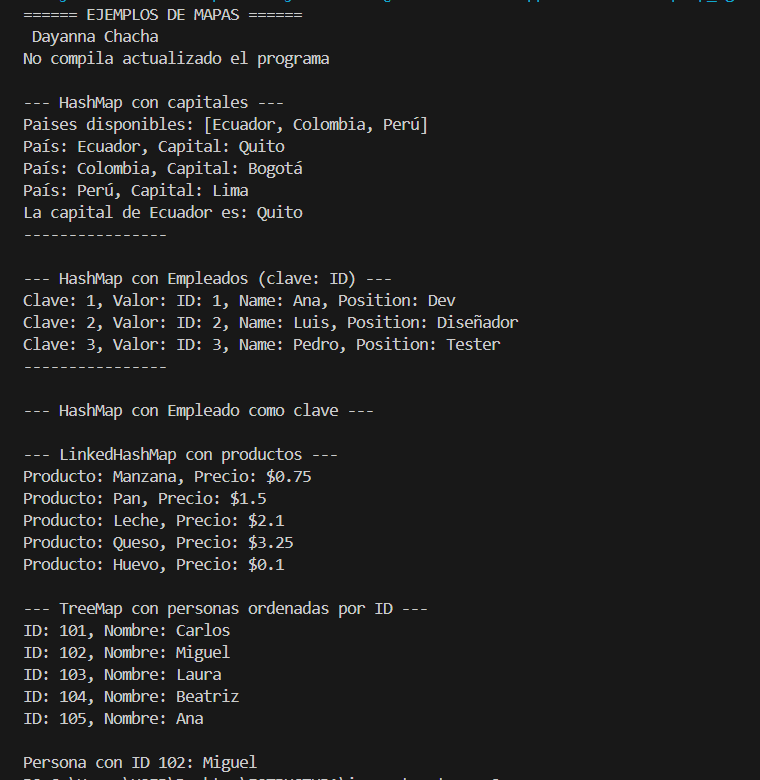 ====== EJEMPLOS DE MAPAS ======
 Dayanna Chacha
No compila actualizado el programa

--- HashMap con capitales ---
Paises disponibles: [Ecuador, Colombia, Perú]
País: Ecuador, Capital: Quito
País: Colombia, Capital: Bogotá
País: Perú, Capital: Lima
La capital de Ecuador es: Quito
----------------

--- HashMap con Empleados (clave: ID) ---
Clave: 1, Valor: ID: 1, Name: Ana, Position: Dev
Clave: 2, Valor: ID: 2, Name: Luis, Position: Diseñador
Clave: 3, Valor: ID: 3, Name: Pedro, Position: Tester
----------------

--- HashMap con Empleado como clave ---

--- LinkedHashMap con productos ---
Producto: Manzana, Precio: $0.75
Producto: Pan, Precio: $1.5
Producto: Leche, Precio: $2.1
Producto: Queso, Precio: $3.25
Producto: Huevo, Precio: $0.1

--- TreeMap con personas ordenadas por ID ---
ID: 101, Nombre: Carlos
ID: 102, Nombre: Miguel
ID: 103, Nombre: Laura
ID: 104, Nombre: Beatriz
ID: 105, Nombre: Ana

Persona con ID 102: Miguel